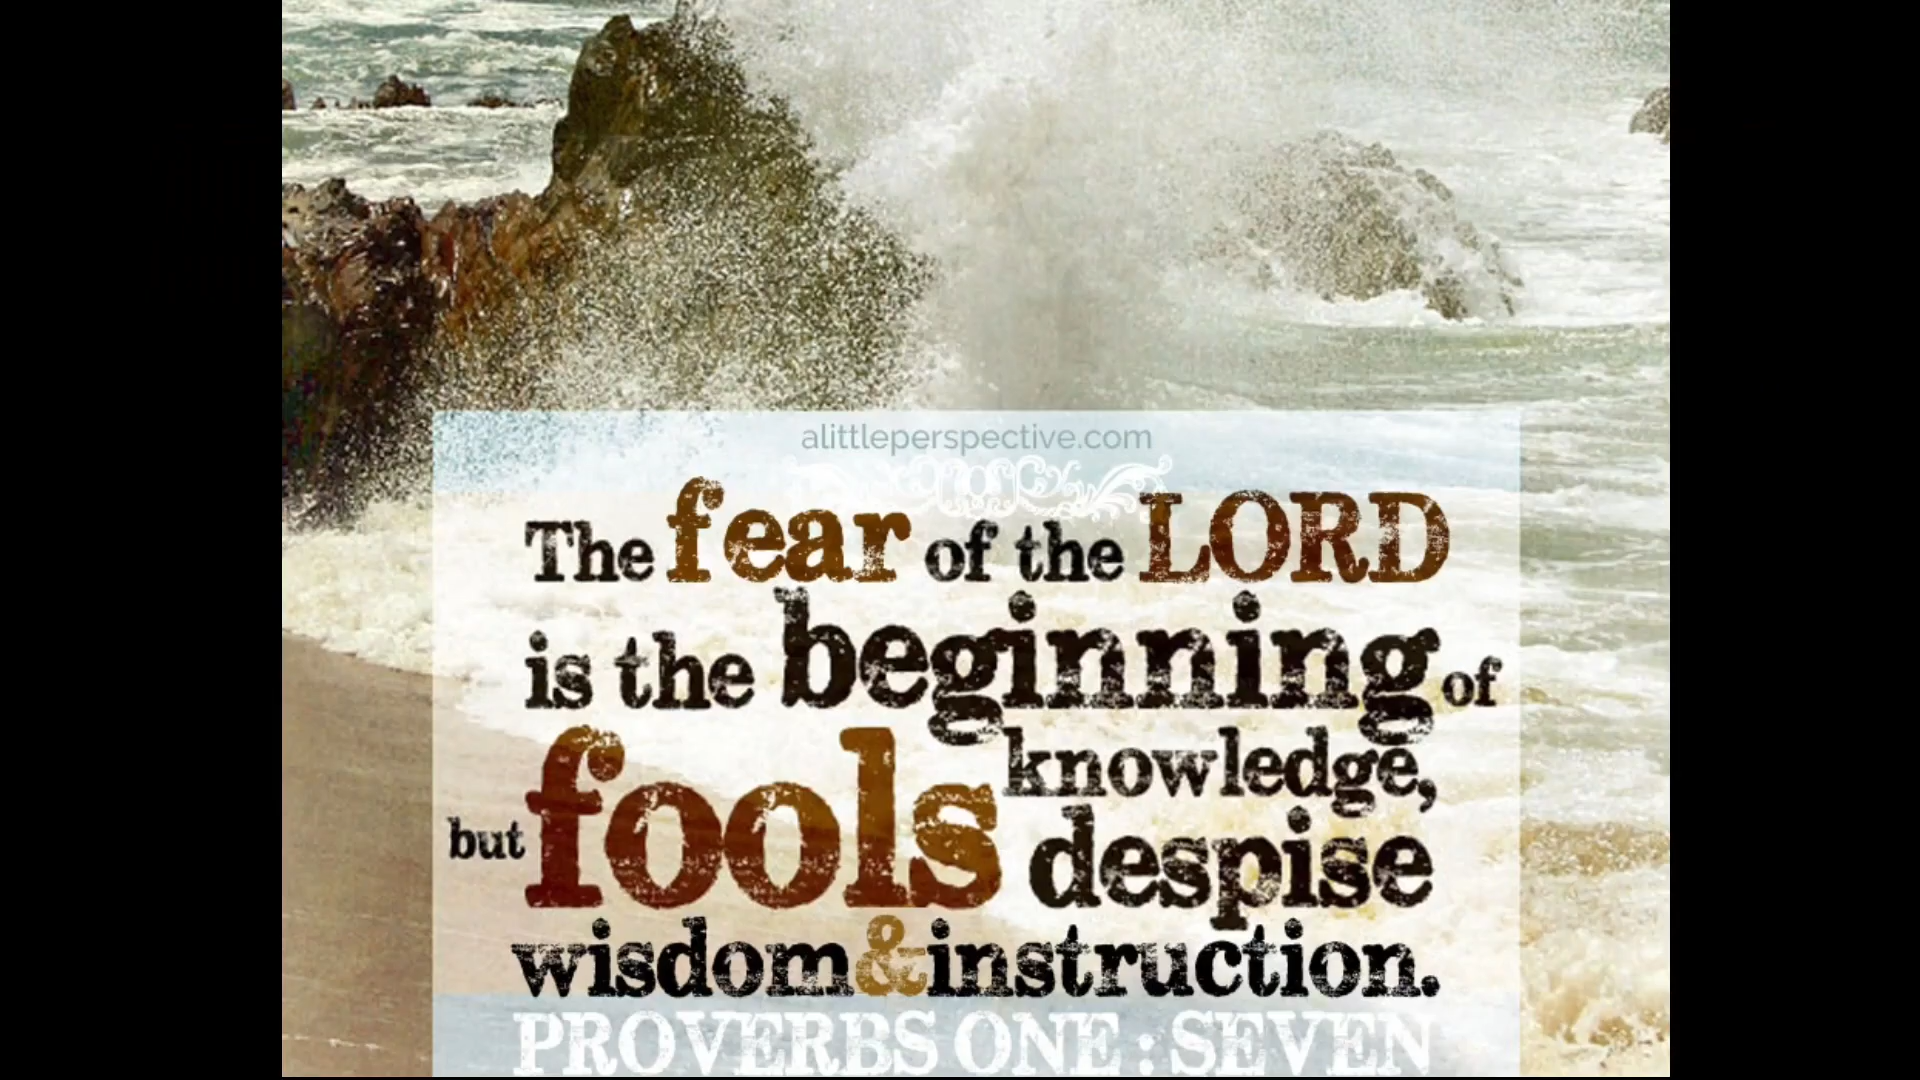 alittleperspective.com
The fear of the LORD
is the beginning of
knowledge,
but fools despise
wisdom & instruction.
PROVERBS ONE : SEVEN